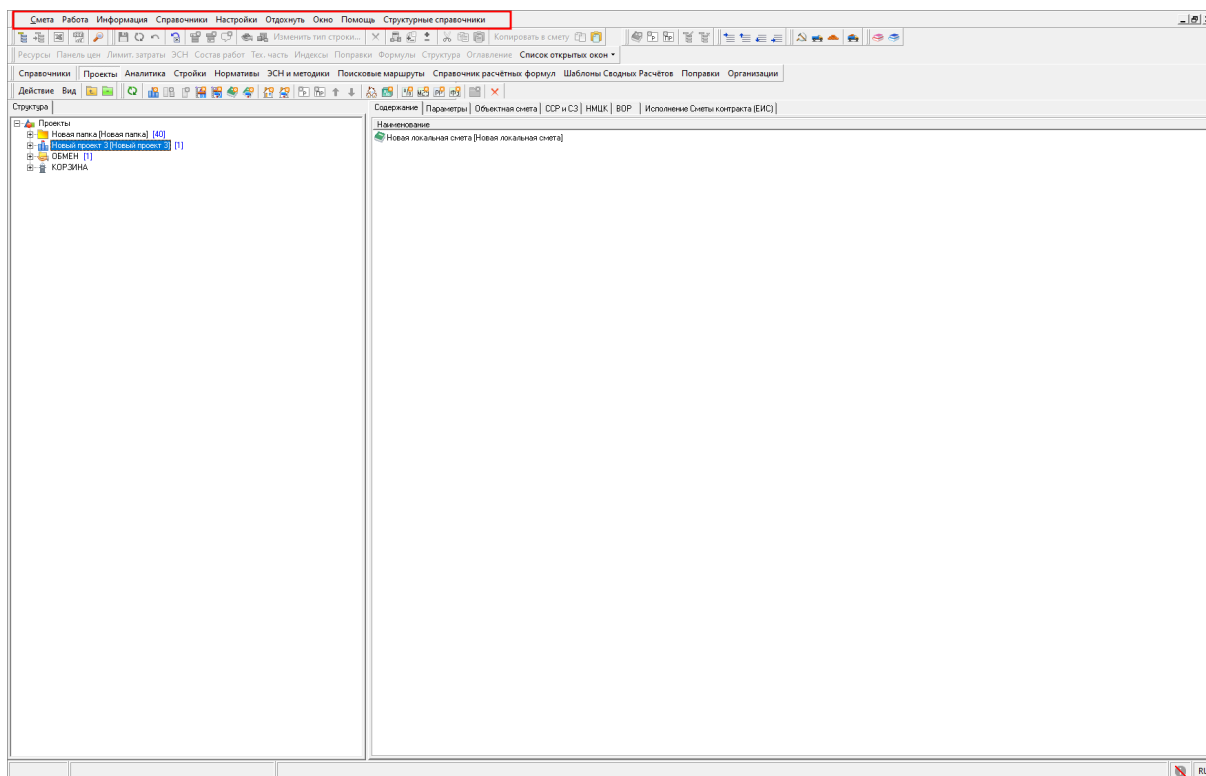 Смета Работа Информация Справочники Настройки Отдохнуть Окно Помощь Структурные справочники
Изменить тип строки... Копировать в смету
Ресурсы Панель цен Лимит. затраты ЭСН Состав работ Тех. часть Индексы Поправки Формулы Структура Оглавление Список открытых окон
Справочники Проекты Аналитика Стройки Нормативы ЭСН и методики Поисковые маршруты Справочник расчётных формул Шаблоны Сводных Расчётов Поправки Организации
Действие Вид
Структура Содержание Параметры Объектная смета ССР и СЗ НМЦК ВОР Исполнение Сметы контракта (ЕИС)
Проекты Наименование
Новая папка [Новая папка] [40] Новая локальная смета [Новая локальная смета]
Новый проект 3 [Новый проект 3] [1]
ОБМЕН [1]
КОРЗИНА